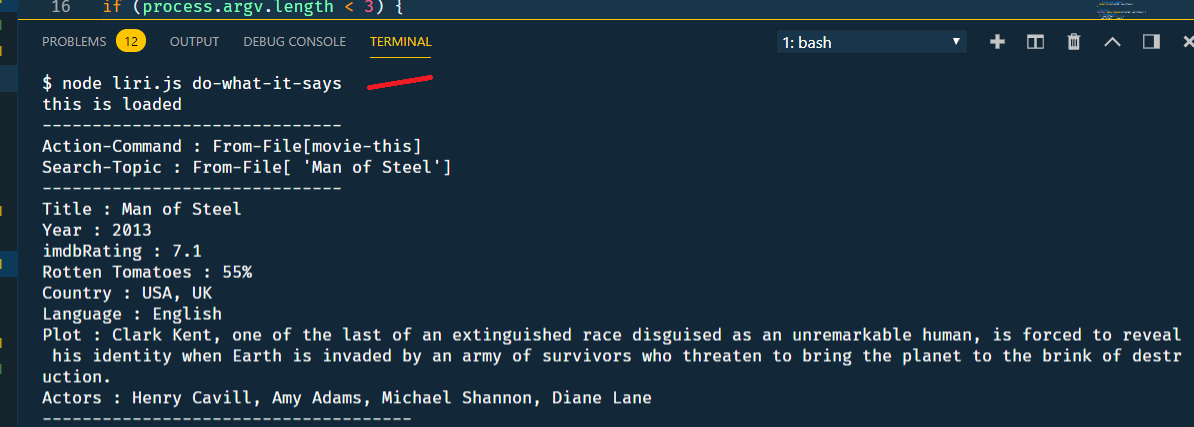 16 if (process.argv.length < 3) {
PROBLEMS 12 OUTPUT DEBUG CONSOLE TERMINAL 1: bash
$ node liri.js do-what-it-says
this is loaded
------------------------------
Action-Command : From-File[movie-this]
Search-Topic : From-File[ 'Man of Steel']
------------------------------
Title : Man of Steel
Year : 2013
imdbRating : 7.1
Rotten Tomatoes : 55%
Country : USA, UK
Language : English
Plot : Clark Kent, one of the last of an extinguished race disguised as an unremarkable human, is forced to reveal
his identity when Earth is invaded by an army of survivors who threaten to bring the planet to the brink of destr
uction.
Actors : Henry Cavill, Amy Adams, Michael Shannon, Diane Lane
-------------------------------------